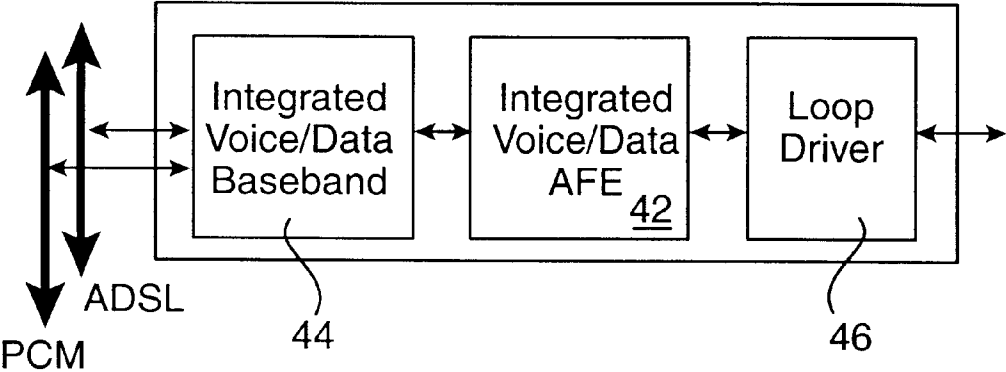 Integrated
Voice/Data
Baseband
Integrated
Voice/Data
AFE
42
Loop
Driver
ADSL
PCM
44
46